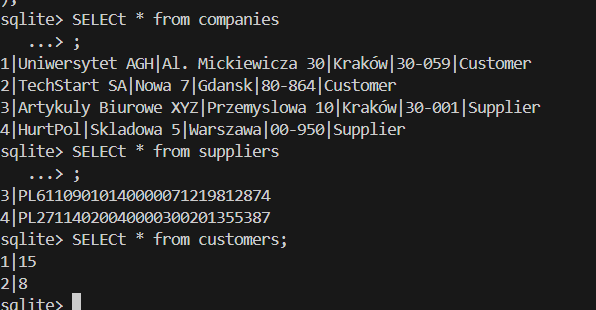 );
sqlite> SELECt * from companies
   ...> ;
1|Uniwersytet AGH|Al. Mickiewicza 30|Kraków|30-059|Customer
2|TechStart SA|Nowa 7|Gdansk|80-864|Customer
3|Artykuly Biurowe XYZ|Przemyslowa 10|Kraków|30-001|Supplier
4|HurtPol|Skladowa 5|Warszawa|00-950|Supplier
sqlite> SELECt * from suppliers
   ...> ;
3|PL61109010140000071219812874
4|PL27114020040000300201355387
sqlite> SELECt * from customers;
1|15
2|8
sqlite>